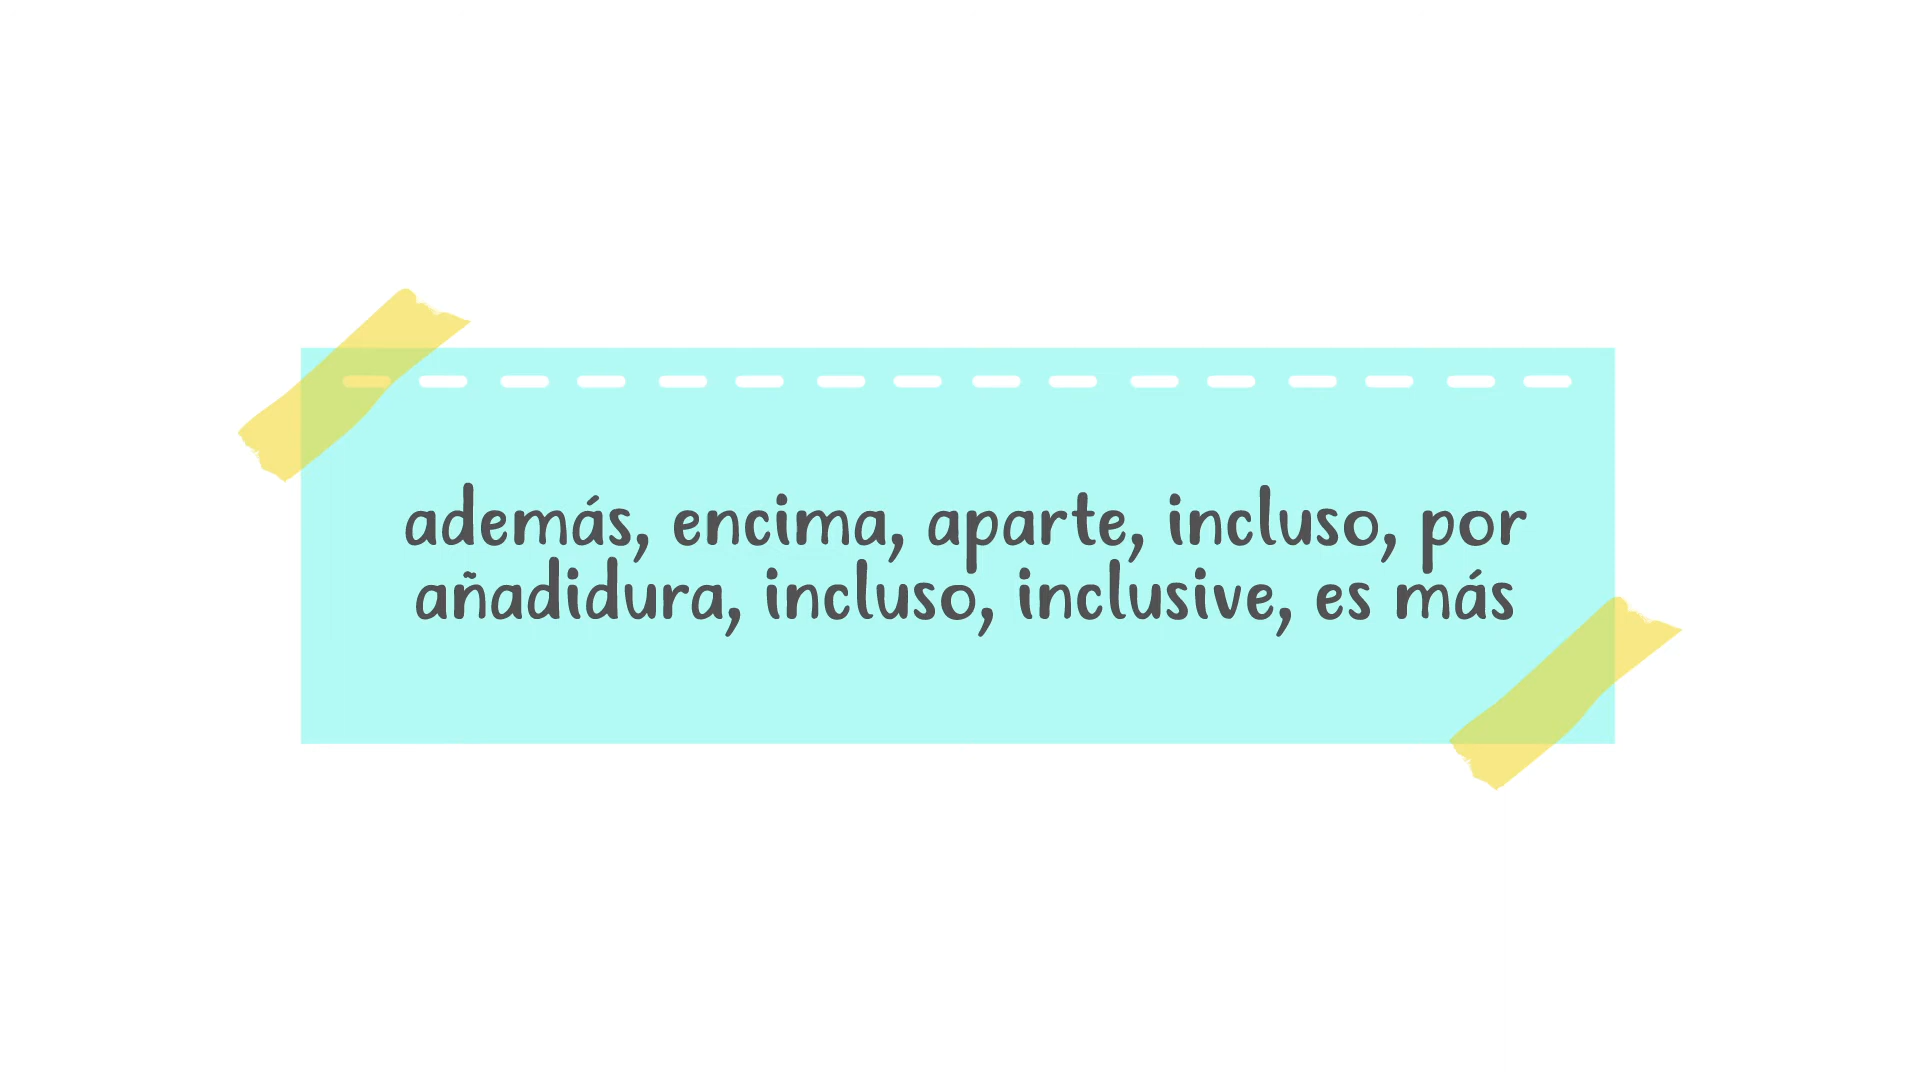 además, encima, aparte, incluso, por
añadidura, incluso, inclusive, es más